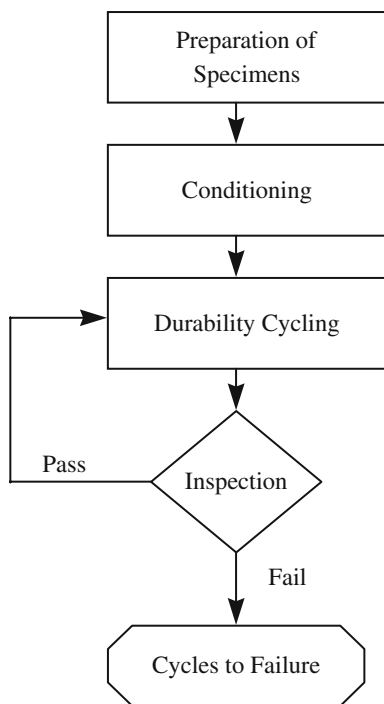 Preparation of
Specimens
Conditioning
Durability Cycling
Pass
Inspection
Fail
Cycles to Failure